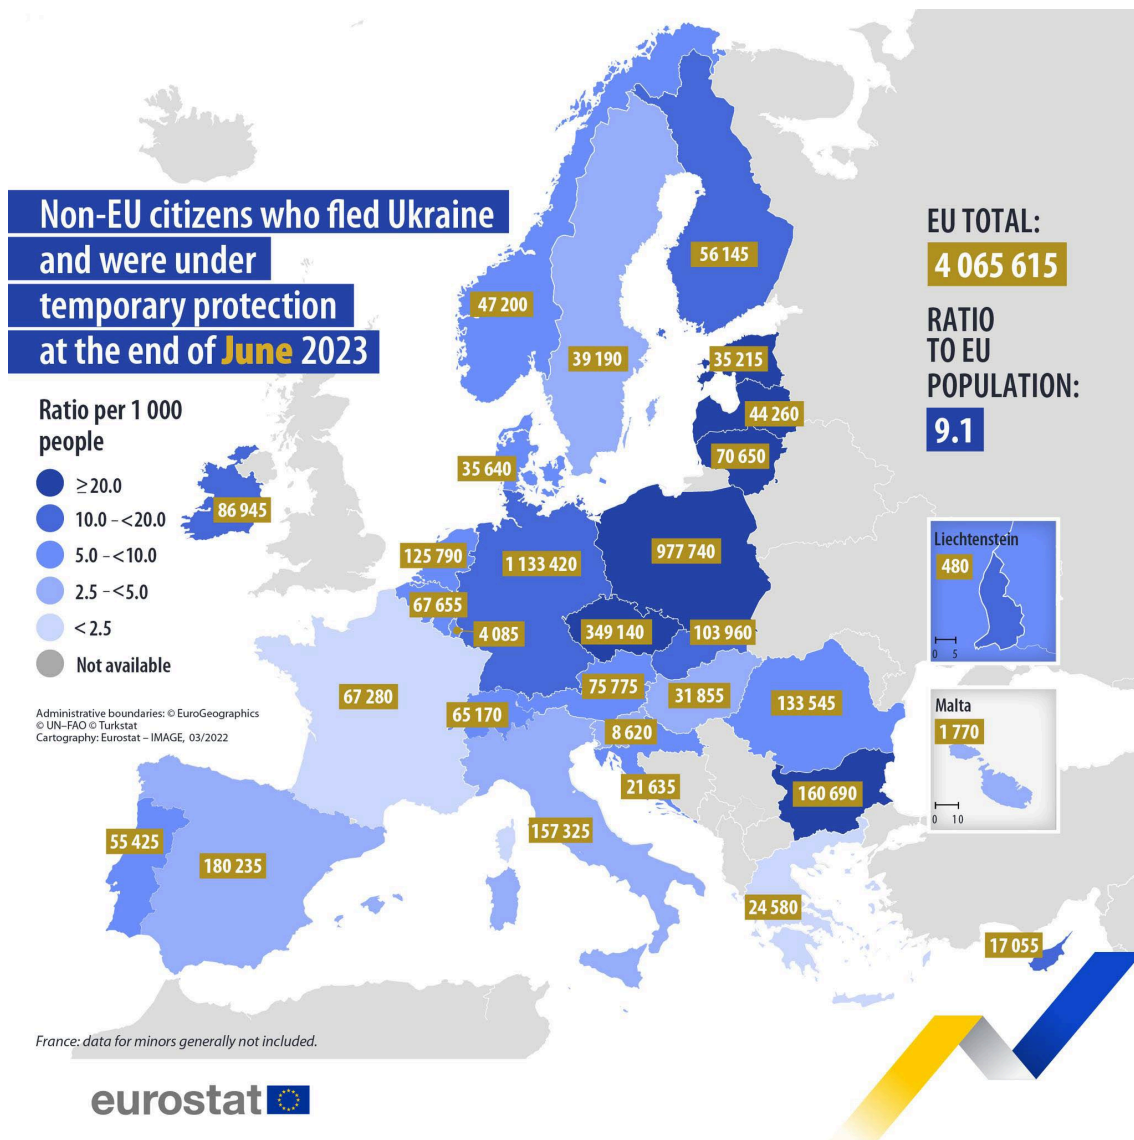 Non-EU citizens who fled Ukraine
and were under
temporary protection
at the end of June 2023
Ratio per 1 000
people
≥20.0
10.0 –<20.0
5.0 –<10.0
2.5 –<5.0
< 2.5
Not available
Administrative boundaries: © EuroGeographics
© UN–FAO © Turkstat
Cartography: Eurostat – IMAGE, 03/2022
EU TOTAL:
4 065 615
RATIO
TO EU
POPULATION:
9.1
56 145
47 200
39 190
35 215
44 260
70 650
35 640
86 945
125 790
1 133 420
977 740
67 655
4 085
349 140
103 960
75 775
31 855
133 545
67 280
65 170
8 620
21 635
160 690
157 325
55 425
180 235
24 580
17 055
Liechtenstein
480
0 5
Malta
1 770
0 10
France: data for minors generally not included.
eurostat